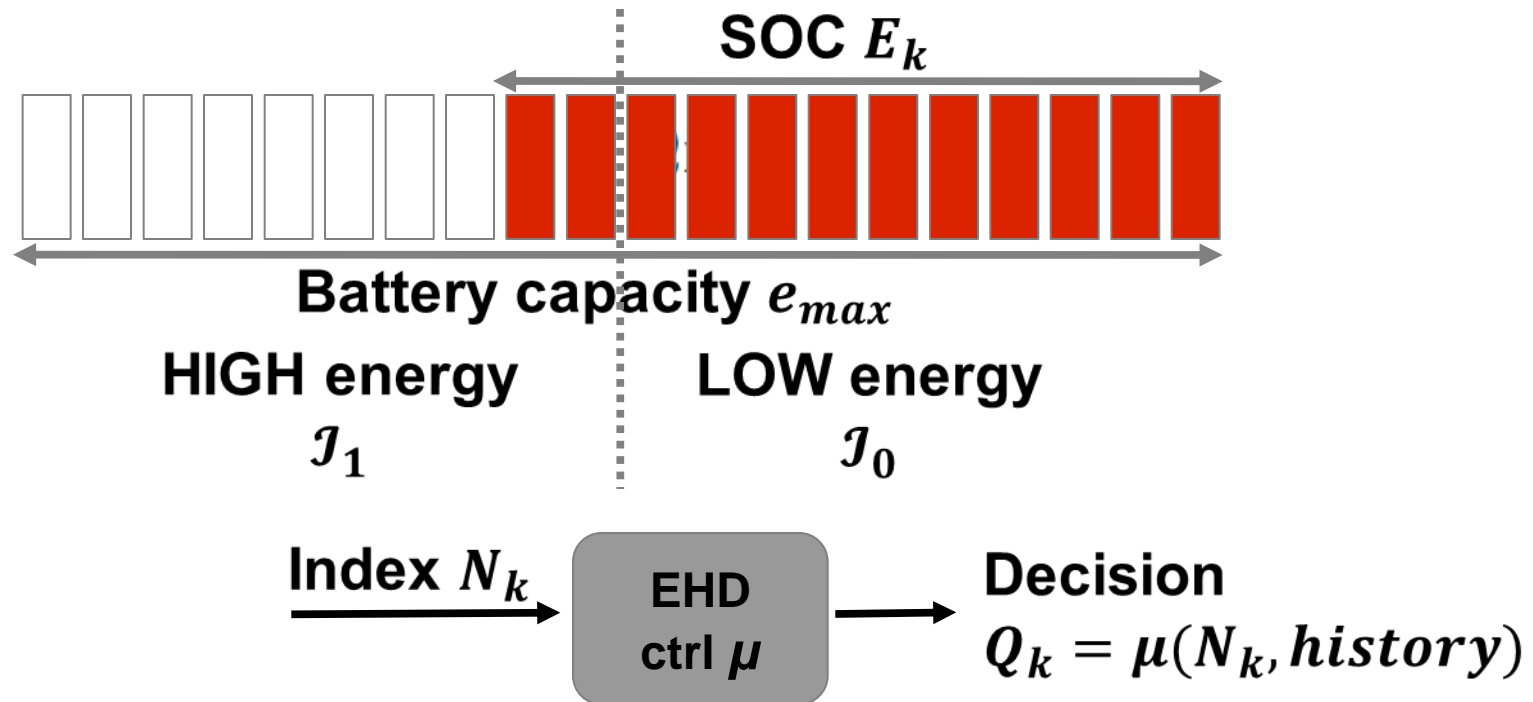 SOC E_k
Battery capacity e_max
HIGH energy
LOW energy
𝒥_1
𝒥_0
Index N_k
EHD
ctrl μ
Decision
Q_k = μ(N_k, history)